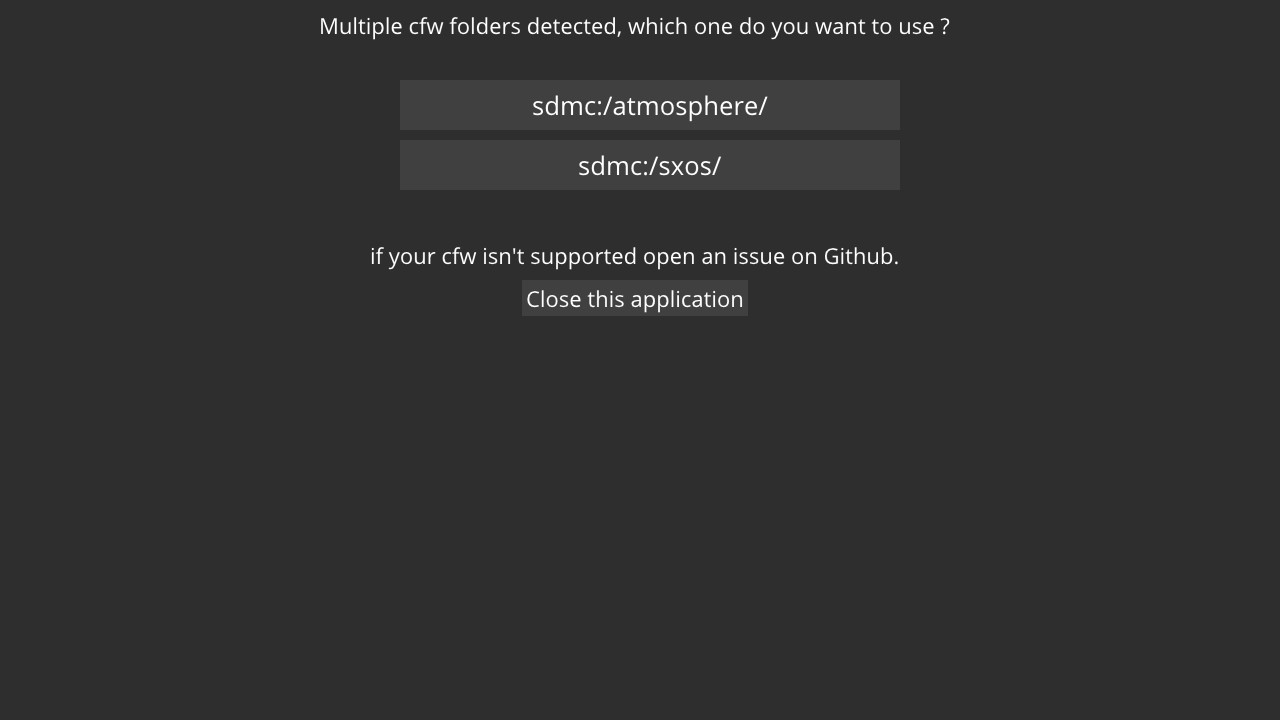 Multiple cfw folders detected, which one do you want to use ?
sdmc:/atmosphere/
sdmc:/sxos/
if your cfw isn't supported open an issue on Github.
Close this application